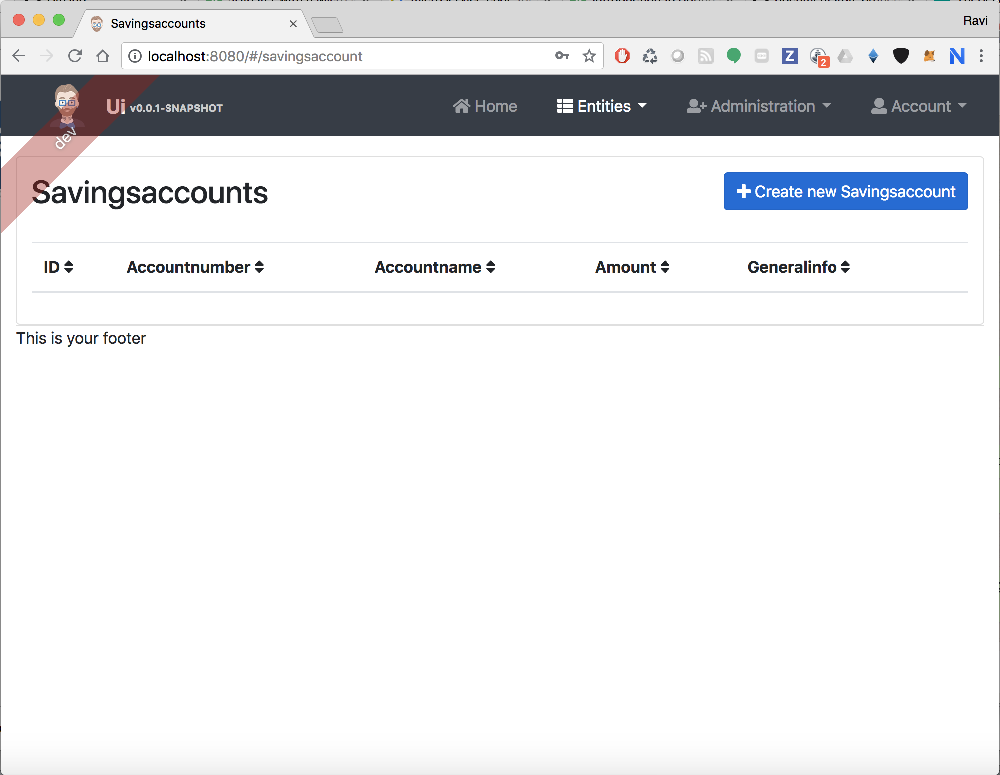 Savingsaccounts
Ravi
localhost:8080/#/savingsaccount
Z
2
N
Ui v0.0.1-SNAPSHOT
Home
Entities
Administration
Account
dev
Savingsaccounts
Create new Savingsaccount
ID
Accountnumber
Accountname
Amount
Generalinfo
This is your footer